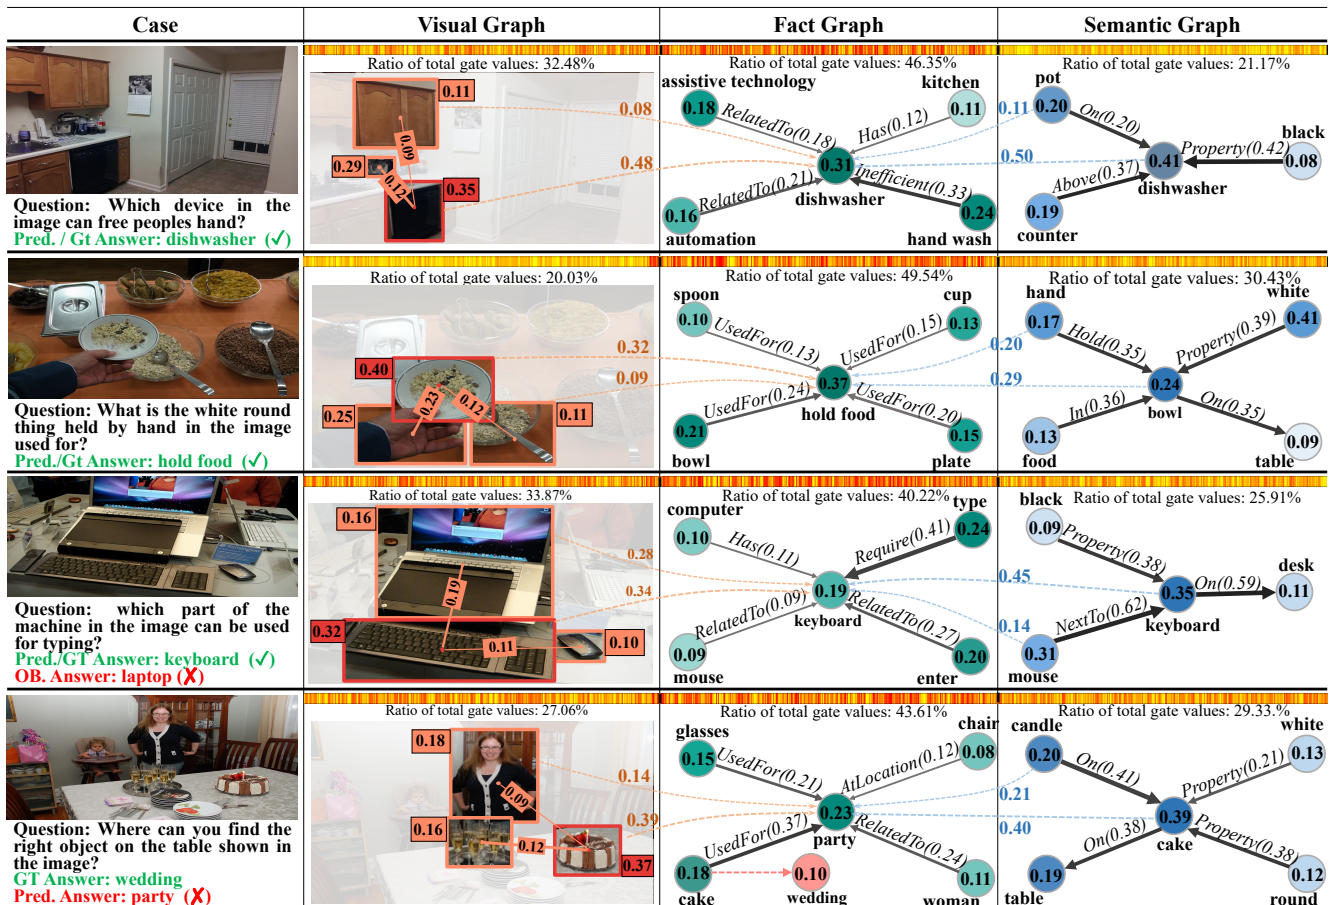 Case
Visual Graph
Fact Graph
Semantic Graph
Question: Which device in the
image can free peoples hand?
Pred. / Gt Answer: dishwasher (✓)
Ratio of total gate values: 32.48%
0.11
0.09
0.29
0.12
0.35
0.08
0.48
Ratio of total gate values: 46.35%
assistive technology
kitchen
0.18
RelatedTo(0.18)
Has(0.12)
0.11
0.31
dishwasher
RelatedTo(0.21)
Inefficient(0.33)
0.16
0.24
automation
hand wash
0.11
0.50
Ratio of total gate values: 21.17%
pot
0.20
On(0.20)
black
Property(0.42)
0.08
0.41
dishwasher
Above(0.37)
0.19
counter
Question: What is the white round
thing held by hand in the image
used for?
Pred./Gt Answer: hold food (✓)
Ratio of total gate values: 20.03%
0.40
0.23
0.12
0.25
0.11
0.32
0.09
Ratio of total gate values: 49.54%
spoon
cup
0.10
UsedFor(0.13)
UsedFor(0.15)
0.13
0.37
hold food
UsedFor(0.24)
UsedFor(0.20)
0.21
0.15
bowl
plate
0.20
0.29
Ratio of total gate values: 30.43%
hand
white
0.17
Hold(0.35)
Property(0.39)
0.41
0.24
bowl
In(0.36)
On(0.35)
0.13
0.09
food
table
Question: which part of the
machine in the image can be used
for typing?
Pred./GT Answer: keyboard (✓)
OB. Answer: laptop (✗)
Ratio of total gate values: 33.87%
0.16
0.19
0.32
0.11
0.10
0.28
0.34
Ratio of total gate values: 40.22%
computer
type
0.10
Has(0.11)
Require(0.41)
0.24
0.19
keyboard
RelatedTo(0.09)
RelatedTo(0.27)
0.09
0.20
mouse
enter
0.45
0.14
Ratio of total gate values: 25.91%
black
0.09
Property(0.38)
desk
0.35
On(0.59)
0.11
keyboard
NextTo(0.62)
0.31
mouse
Question: Where can you find the
right object on the table shown in
the image?
GT Answer: wedding
Pred. Answer: party (✗)
Ratio of total gate values: 27.06%
0.18
0.09
0.16
0.12
0.37
0.14
0.39
Ratio of total gate values: 43.61%
glasses
chair
0.15
UsedFor(0.21)
AtLocation(0.12)
0.08
0.23
party
UsedFor(0.37)
RelatedTo(0.24)
0.18
0.10
0.11
cake
wedding
woman
0.21
0.40
Ratio of total gate values: 29.33.%
candle
white
0.20
On(0.41)
Property(0.21)
0.13
0.39
cake
On(0.38)
Property(0.38)
0.19
0.12
table
round